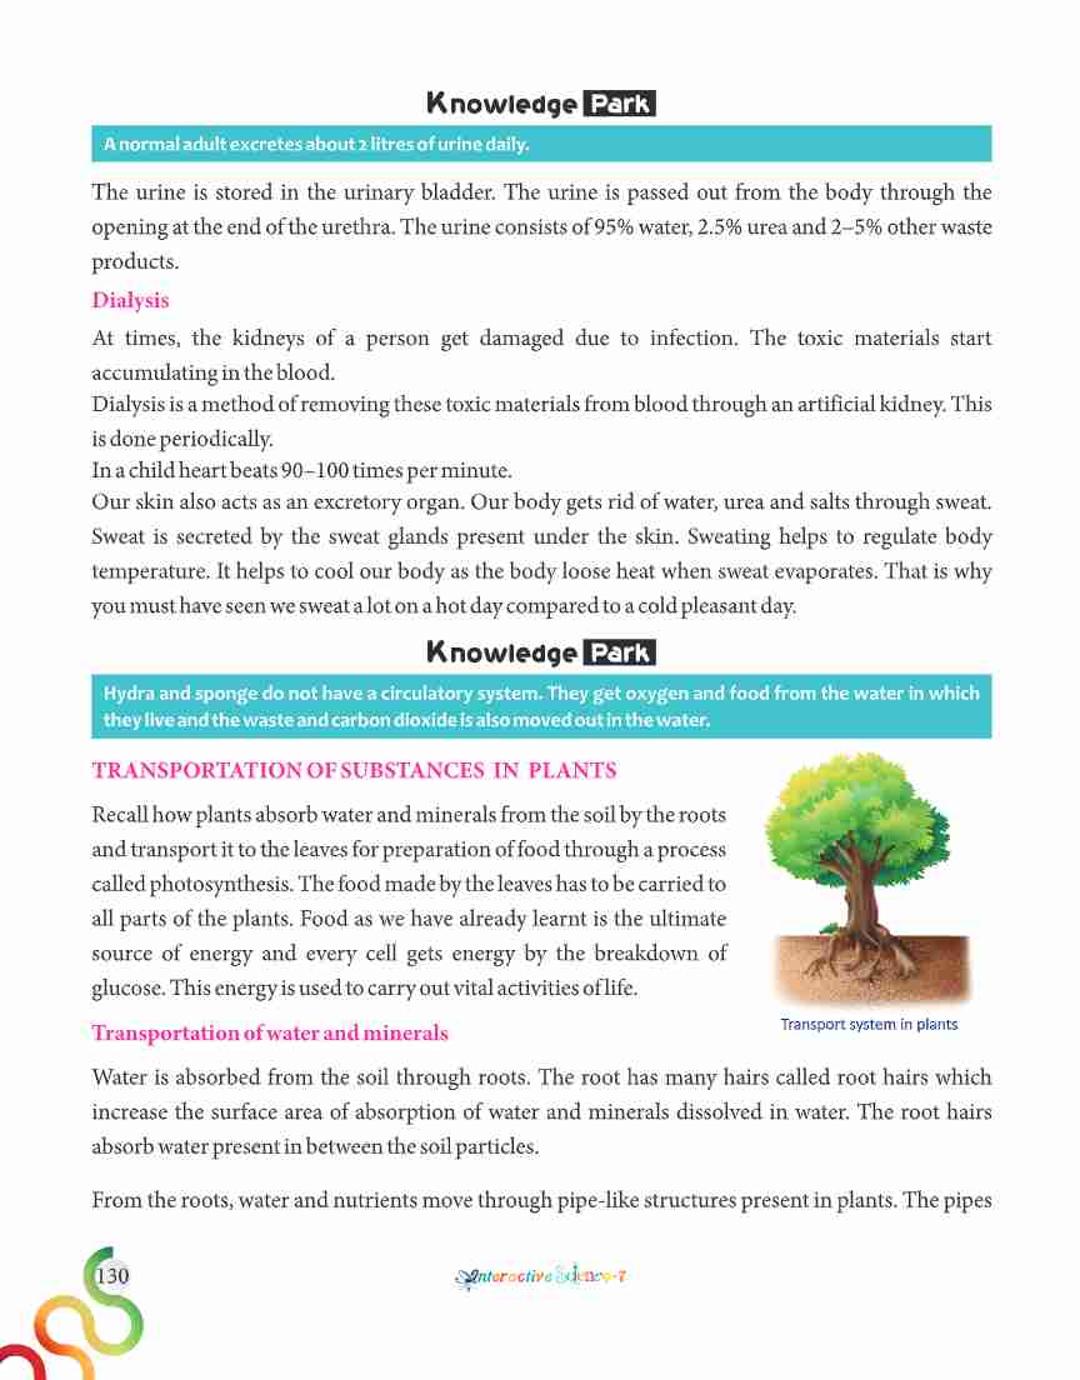 Knowledge Park
A normal adult excretes about 2 litres of urine daily.
The urine is stored in the urinary bladder. The urine is passed out from the body through the
opening at the end of the urethra. The urine consists of 95% water, 2.5% urea and 2–5% other waste
products.
Dialysis
At times, the kidneys of a person get damaged due to infection. The toxic materials start
accumulating in the blood.
Dialysis is a method of removing these toxic materials from blood through an artificial kidney. This
is done periodically.
In a child heart beats 90–100 times per minute.
Our skin also acts as an excretory organ. Our body gets rid of water, urea and salts through sweat.
Sweat is secreted by the sweat glands present under the skin. Sweating helps to regulate body
temperature. It helps to cool our body as the body loose heat when sweat evaporates. That is why
you must have seen we sweat a lot on a hot day compared to a cold pleasant day.
Knowledge Park
Hydra and sponge do not have a circulatory system. They get oxygen and food from the water in which
they live and the waste and carbon dioxide is also moved out in the water.
TRANSPORTATION OF SUBSTANCES IN PLANTS
Recall how plants absorb water and minerals from the soil by the roots
and transport it to the leaves for preparation of food through a process
called photosynthesis. The food made by the leaves has to be carried to
all parts of the plants. Food as we have already learnt is the ultimate
source of energy and every cell gets energy by the breakdown of
glucose. This energy is used to carry out vital activities of life.
Transport system in plants
Transportation of water and minerals
Water is absorbed from the soil through roots. The root has many hairs called root hairs which
increase the surface area of absorption of water and minerals dissolved in water. The root hairs
absorb water present in between the soil particles.
From the roots, water and nutrients move through pipe-like structures present in plants. The pipes
130
Interactive Science-7